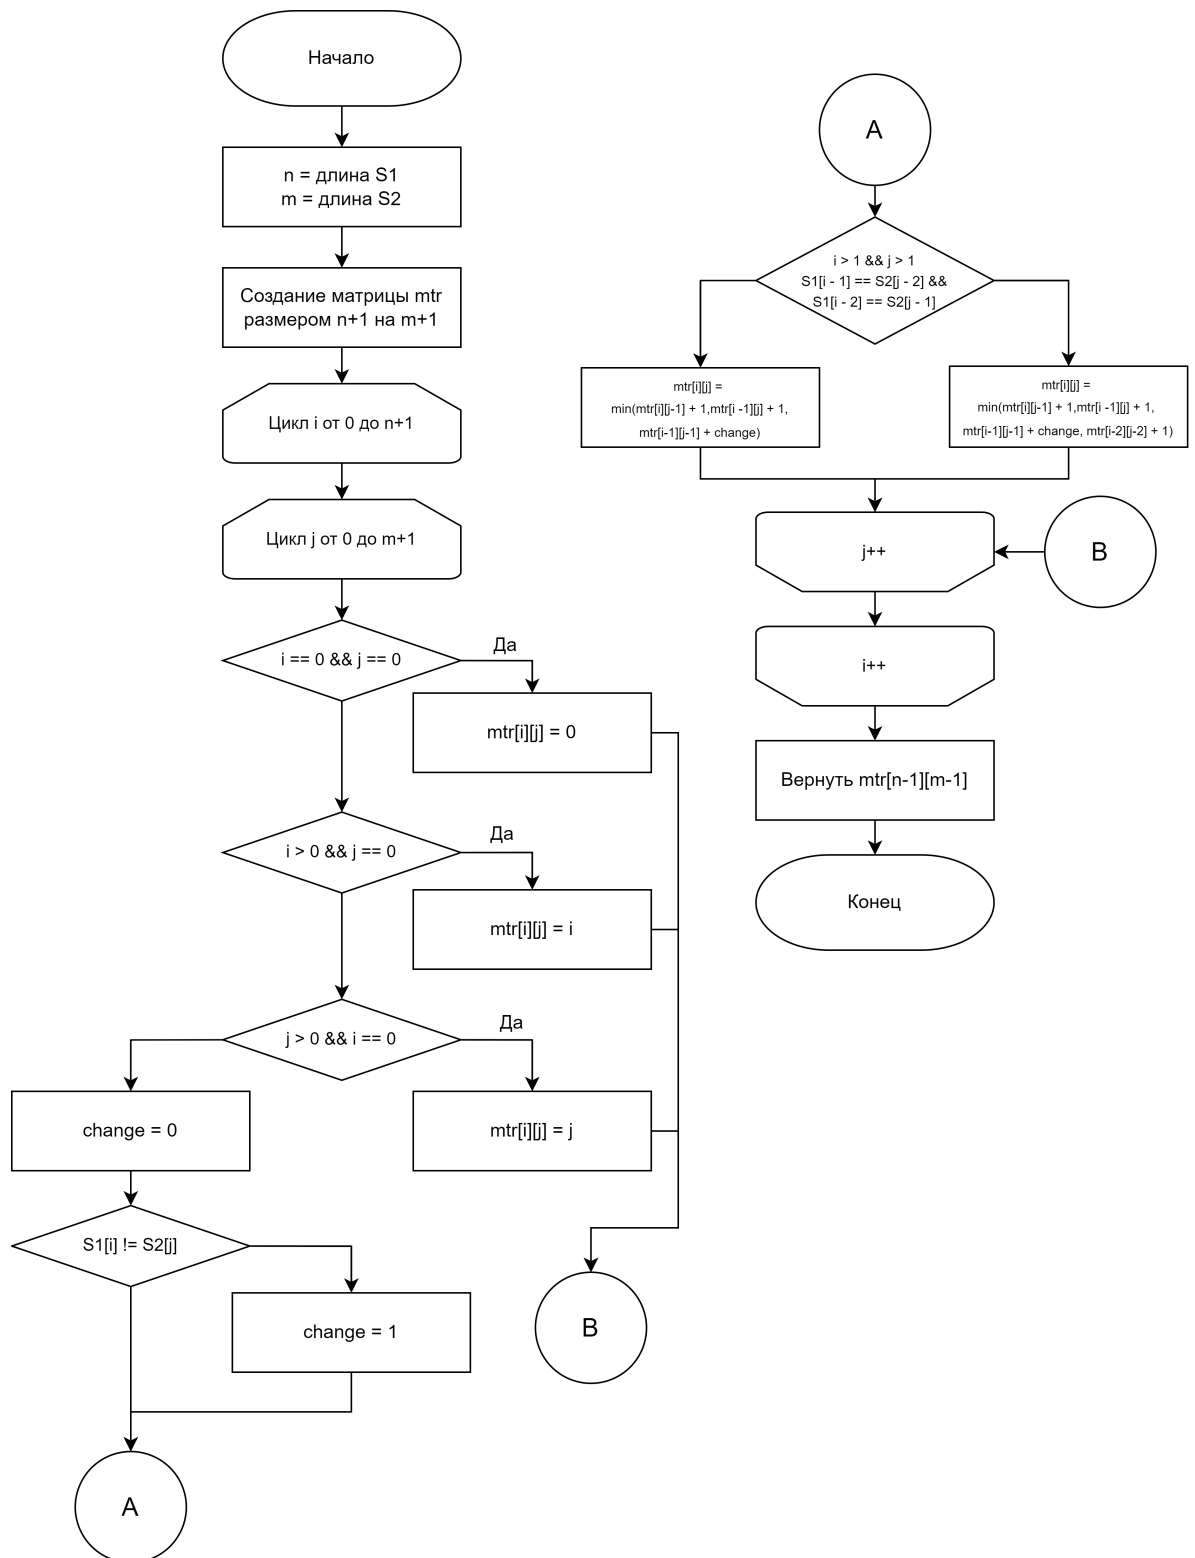 Начало
n = длина S1
m = длина S2
Создание матрицы mtr
размером n+1 на m+1
Цикл i от 0 до n+1
Цикл j от 0 до m+1
i == 0 && j == 0
Да
mtr[i][j] = 0
i > 0 && j == 0
Да
mtr[i][j] = i
j > 0 && i == 0
Да
mtr[i][j] = j
change = 0
S1[i] != S2[j]
change = 1
B
A
A
i > 1 && j > 1
S1[i - 1] == S2[j - 2] &&
S1[i - 2] == S2[j - 1]
mtr[i][j] =
min(mtr[i][j-1] + 1,mtr[i -1][j] + 1,
mtr[i-1][j-1] + change)
mtr[i][j] =
min(mtr[i][j-1] + 1,mtr[i -1][j] + 1,
mtr[i-1][j-1] + change, mtr[i-2][j-2] + 1)
j++
B
i++
Вернуть mtr[n-1][m-1]
Конец